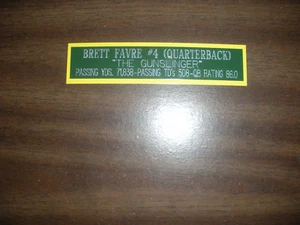 BRETT FAVRE #4 (QUARTERBACK)
"THE GUNSLINGER"
PASSING YDS. 71,838-PASSING TD's 508-QB RATING 86.0